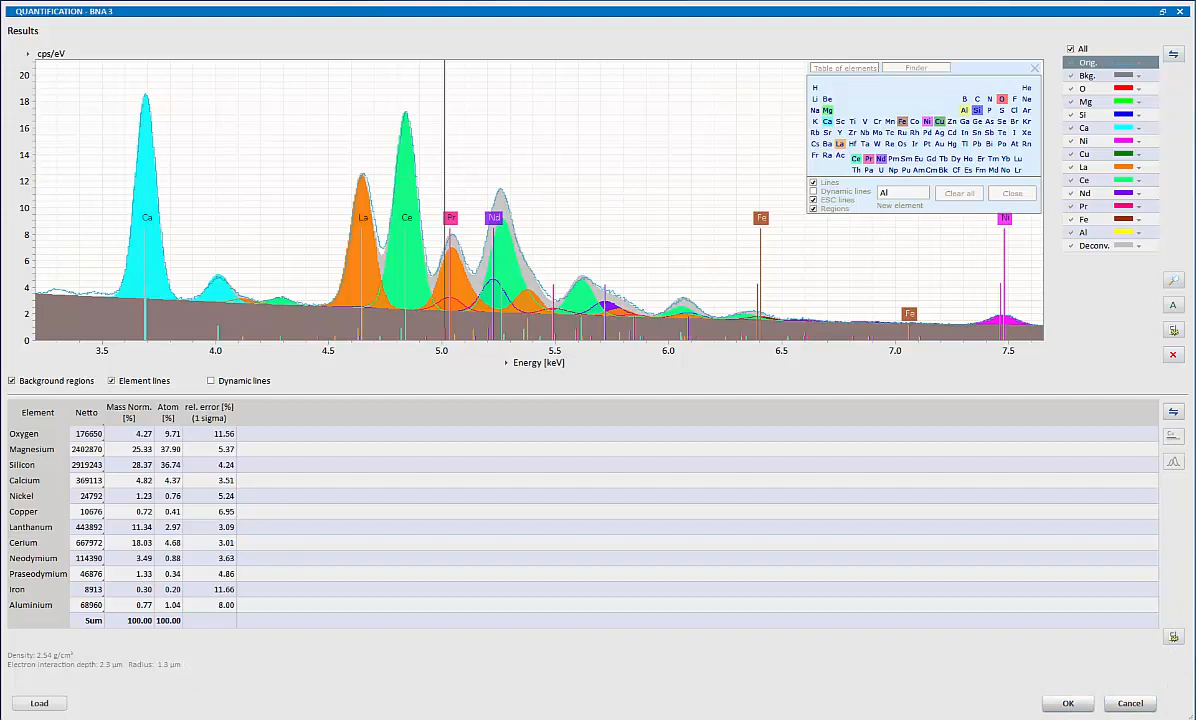 QUANTIFICATION - BNA 3
Results
cps/eV
20
18
16
14
12
10
8
6
4
2
0
Ca La Ce Pr Nd Fe Fe Ni
3.5 4.0 4.5 5.0 5.5 6.0 6.5 7.0 7.5
Energy [keV]
Table of elements Finder
H He
Li Be B C N O F Ne
Na Mg Al Si P S Cl Ar
K Ca Sc Ti V Cr Mn Fe Co Ni Cu Zn Ga Ge As Se Br Kr
Rb Sr Y Zr Nb Mo Tc Ru Rh Pd Ag Cd In Sn Sb Te I Xe
Cs Ba La Hf Ta W Re Os Ir Pt Au Hg Tl Pb Bi Po At Rn
Fr Ra Ac Ce Pr Nd Pm Sm Eu Gd Tb Dy Ho Er Tm Yb Lu
Th Pa U Np Pu Am Cm Bk Cf Es Fm Md No Lr
Lines
Dynamic lines
ESC lines
Regions
Al
New element
Clear all
Close
All
Orig.
Bkg.
O
Mg
Si
Ca
Ni
Cu
La
Ce
Nd
Pr
Fe
Al
Deconv.
A
Background regions Element lines Dynamic lines
Element Netto Mass Norm. [%] Atom [%] rel. error [%] (1 sigma)
Oxygen 176650 4.27 9.71 11.56
Magnesium 2402870 25.33 37.90 5.37
Silicon 2919243 28.37 36.74 4.24
Calcium 369113 4.82 4.37 3.51
Nickel 24792 1.23 0.76 5.24
Copper 10676 0.72 0.41 6.95
Lanthanum 443892 11.34 2.97 3.09
Cerium 667972 18.03 4.68 3.01
Neodymium 114390 3.49 0.88 3.63
Praseodymium 46876 1.33 0.34 4.86
Iron 8913 0.30 0.20 11.66
Aluminium 68960 0.77 1.04 8.00
Sum 100.00 100.00
Density: 2.54 g/cm³
Electron interaction depth: 2.3 µm Radius: 1.3 µm
Load OK Cancel